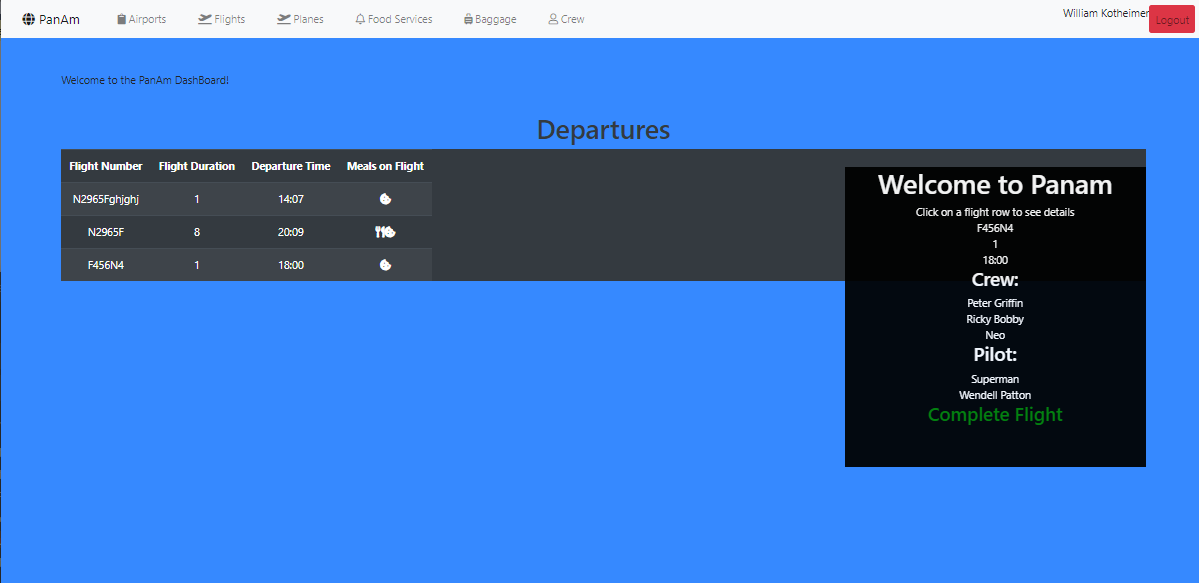 PanAm Airports Flights Planes Food Services Baggage Crew William Kotheimer Logout
Welcome to the PanAm DashBoard!
Departures
Flight Number Flight Duration Departure Time Meals on Flight
N2965Fghjghj 1 14:07
N2965F 8 20:09
F456N4 1 18:00
Welcome to Panam
Click on a flight row to see details
F456N4
1
18:00
Crew:
Peter Griffin
Ricky Bobby
Neo
Pilot:
Superman
Wendell Patton
Complete Flight